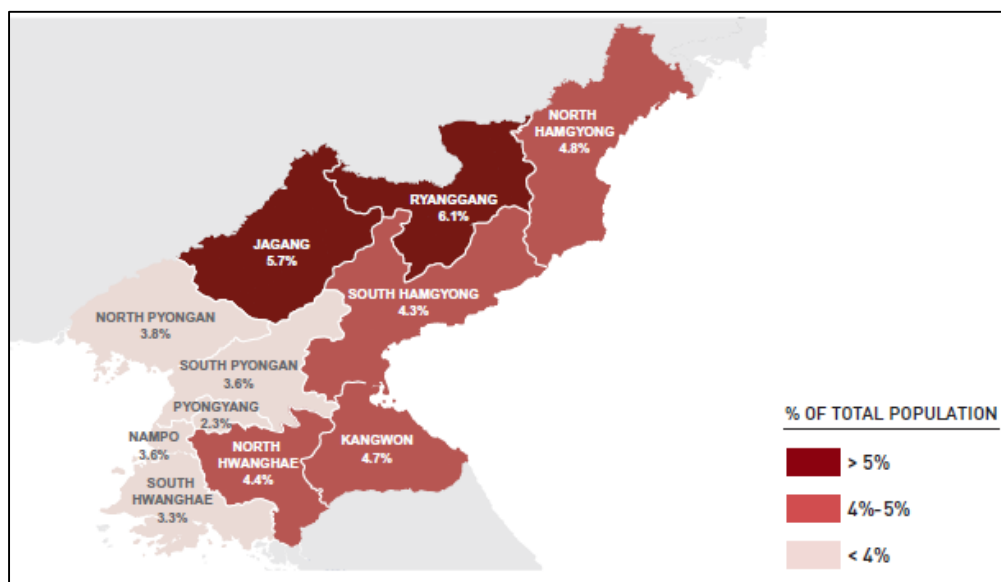 NORTH
HAMGYONG
4.8%
RYANGGANG
6.1%
JAGANG
5.7%
SOUTH HAMGYONG
4.3%
NORTH PYONGAN
3.8%
SOUTH PYONGAN
3.6%
PYONGYANG
2.3%
NAMPO
3.6%
NORTH
HWANGHAE
4.4%
KANGWON
4.7%
SOUTH
HWANGHAE
3.3%
% OF TOTAL POPULATION
> 5%
4%-5%
< 4%